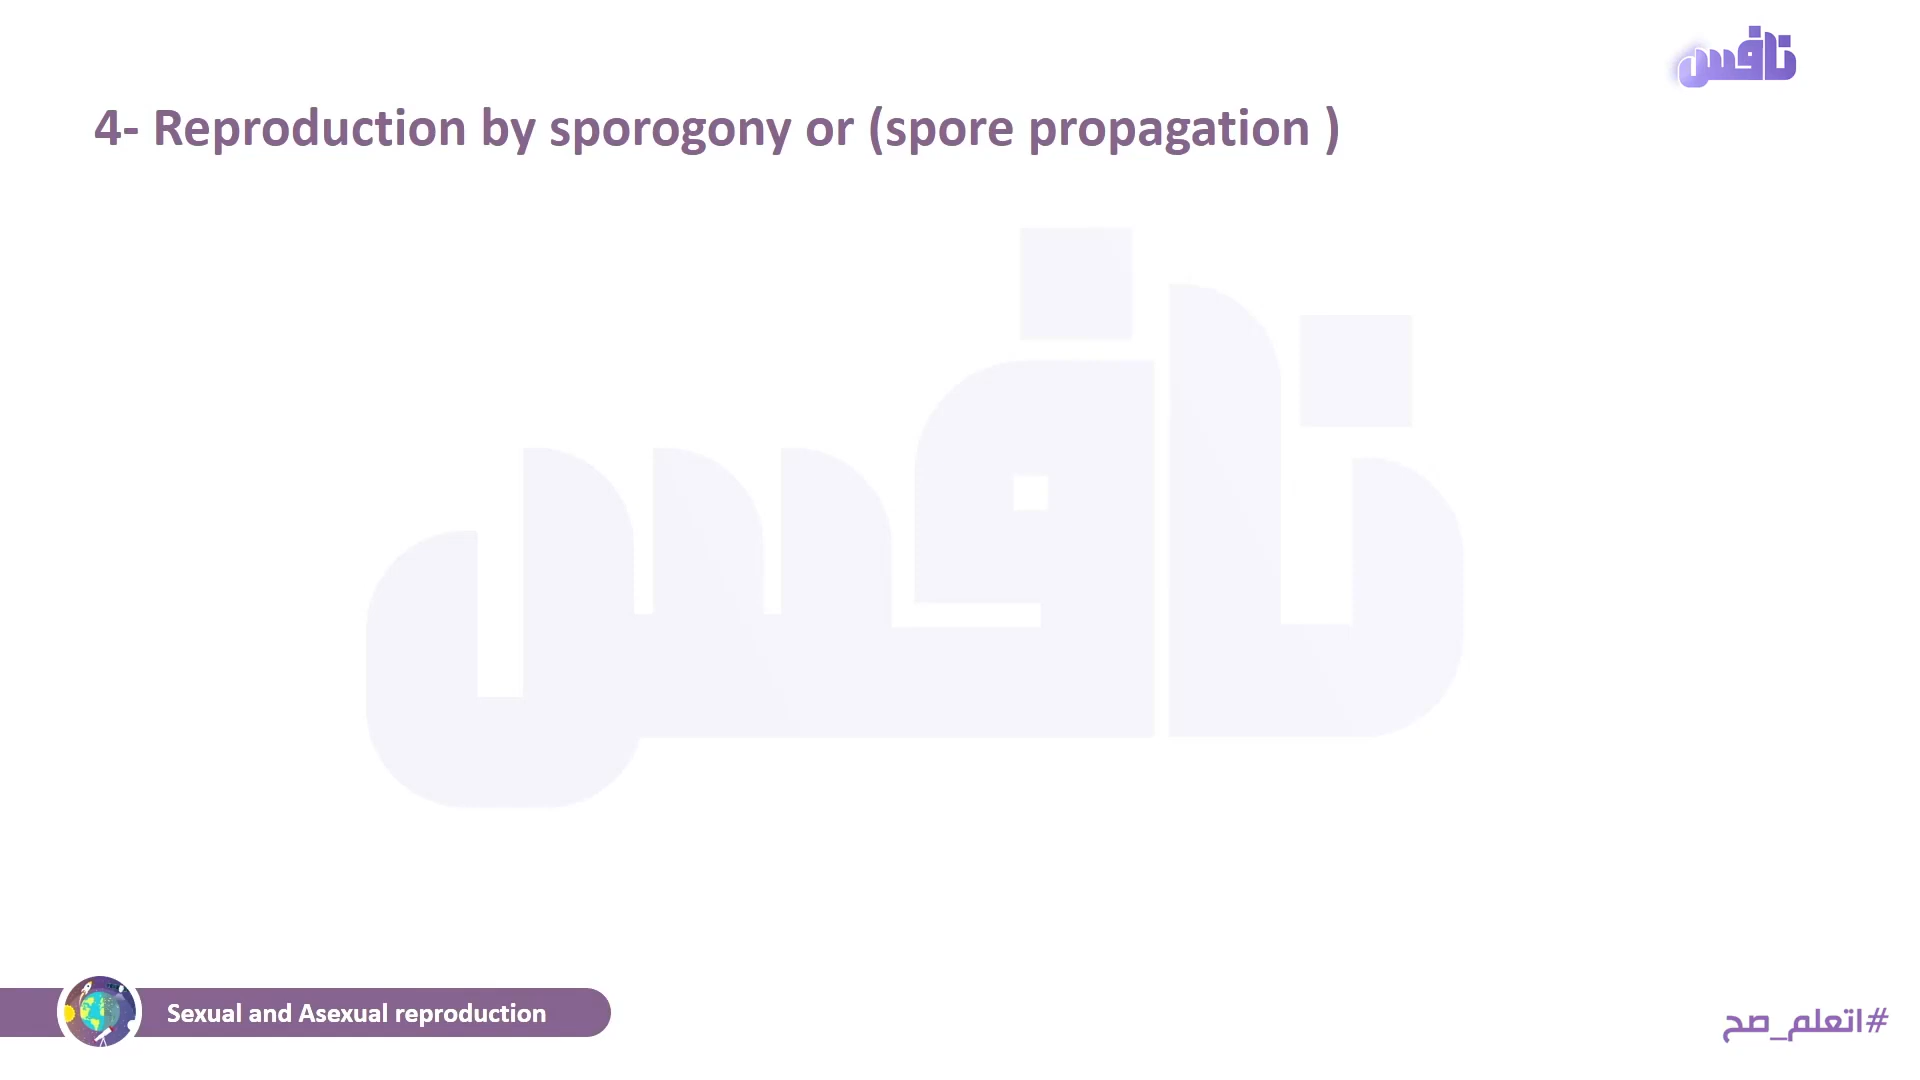 نافس
4- Reproduction by sporogony or (spore propagation )
نافس
Sexual and Asexual reproduction
#اتعلم_صح